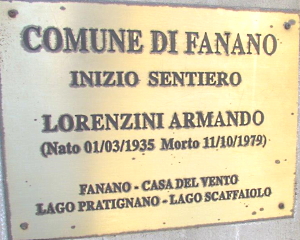 COMUNE DI FANANO
INIZIO SENTIERO
LORENZINI ARMANDO
(Nato 01/03/1935 Morto 11/10/1979)
FANANO - CASA DEL VENTO
LAGO PRATIGNANO - LAGO SCAFFAIOLO